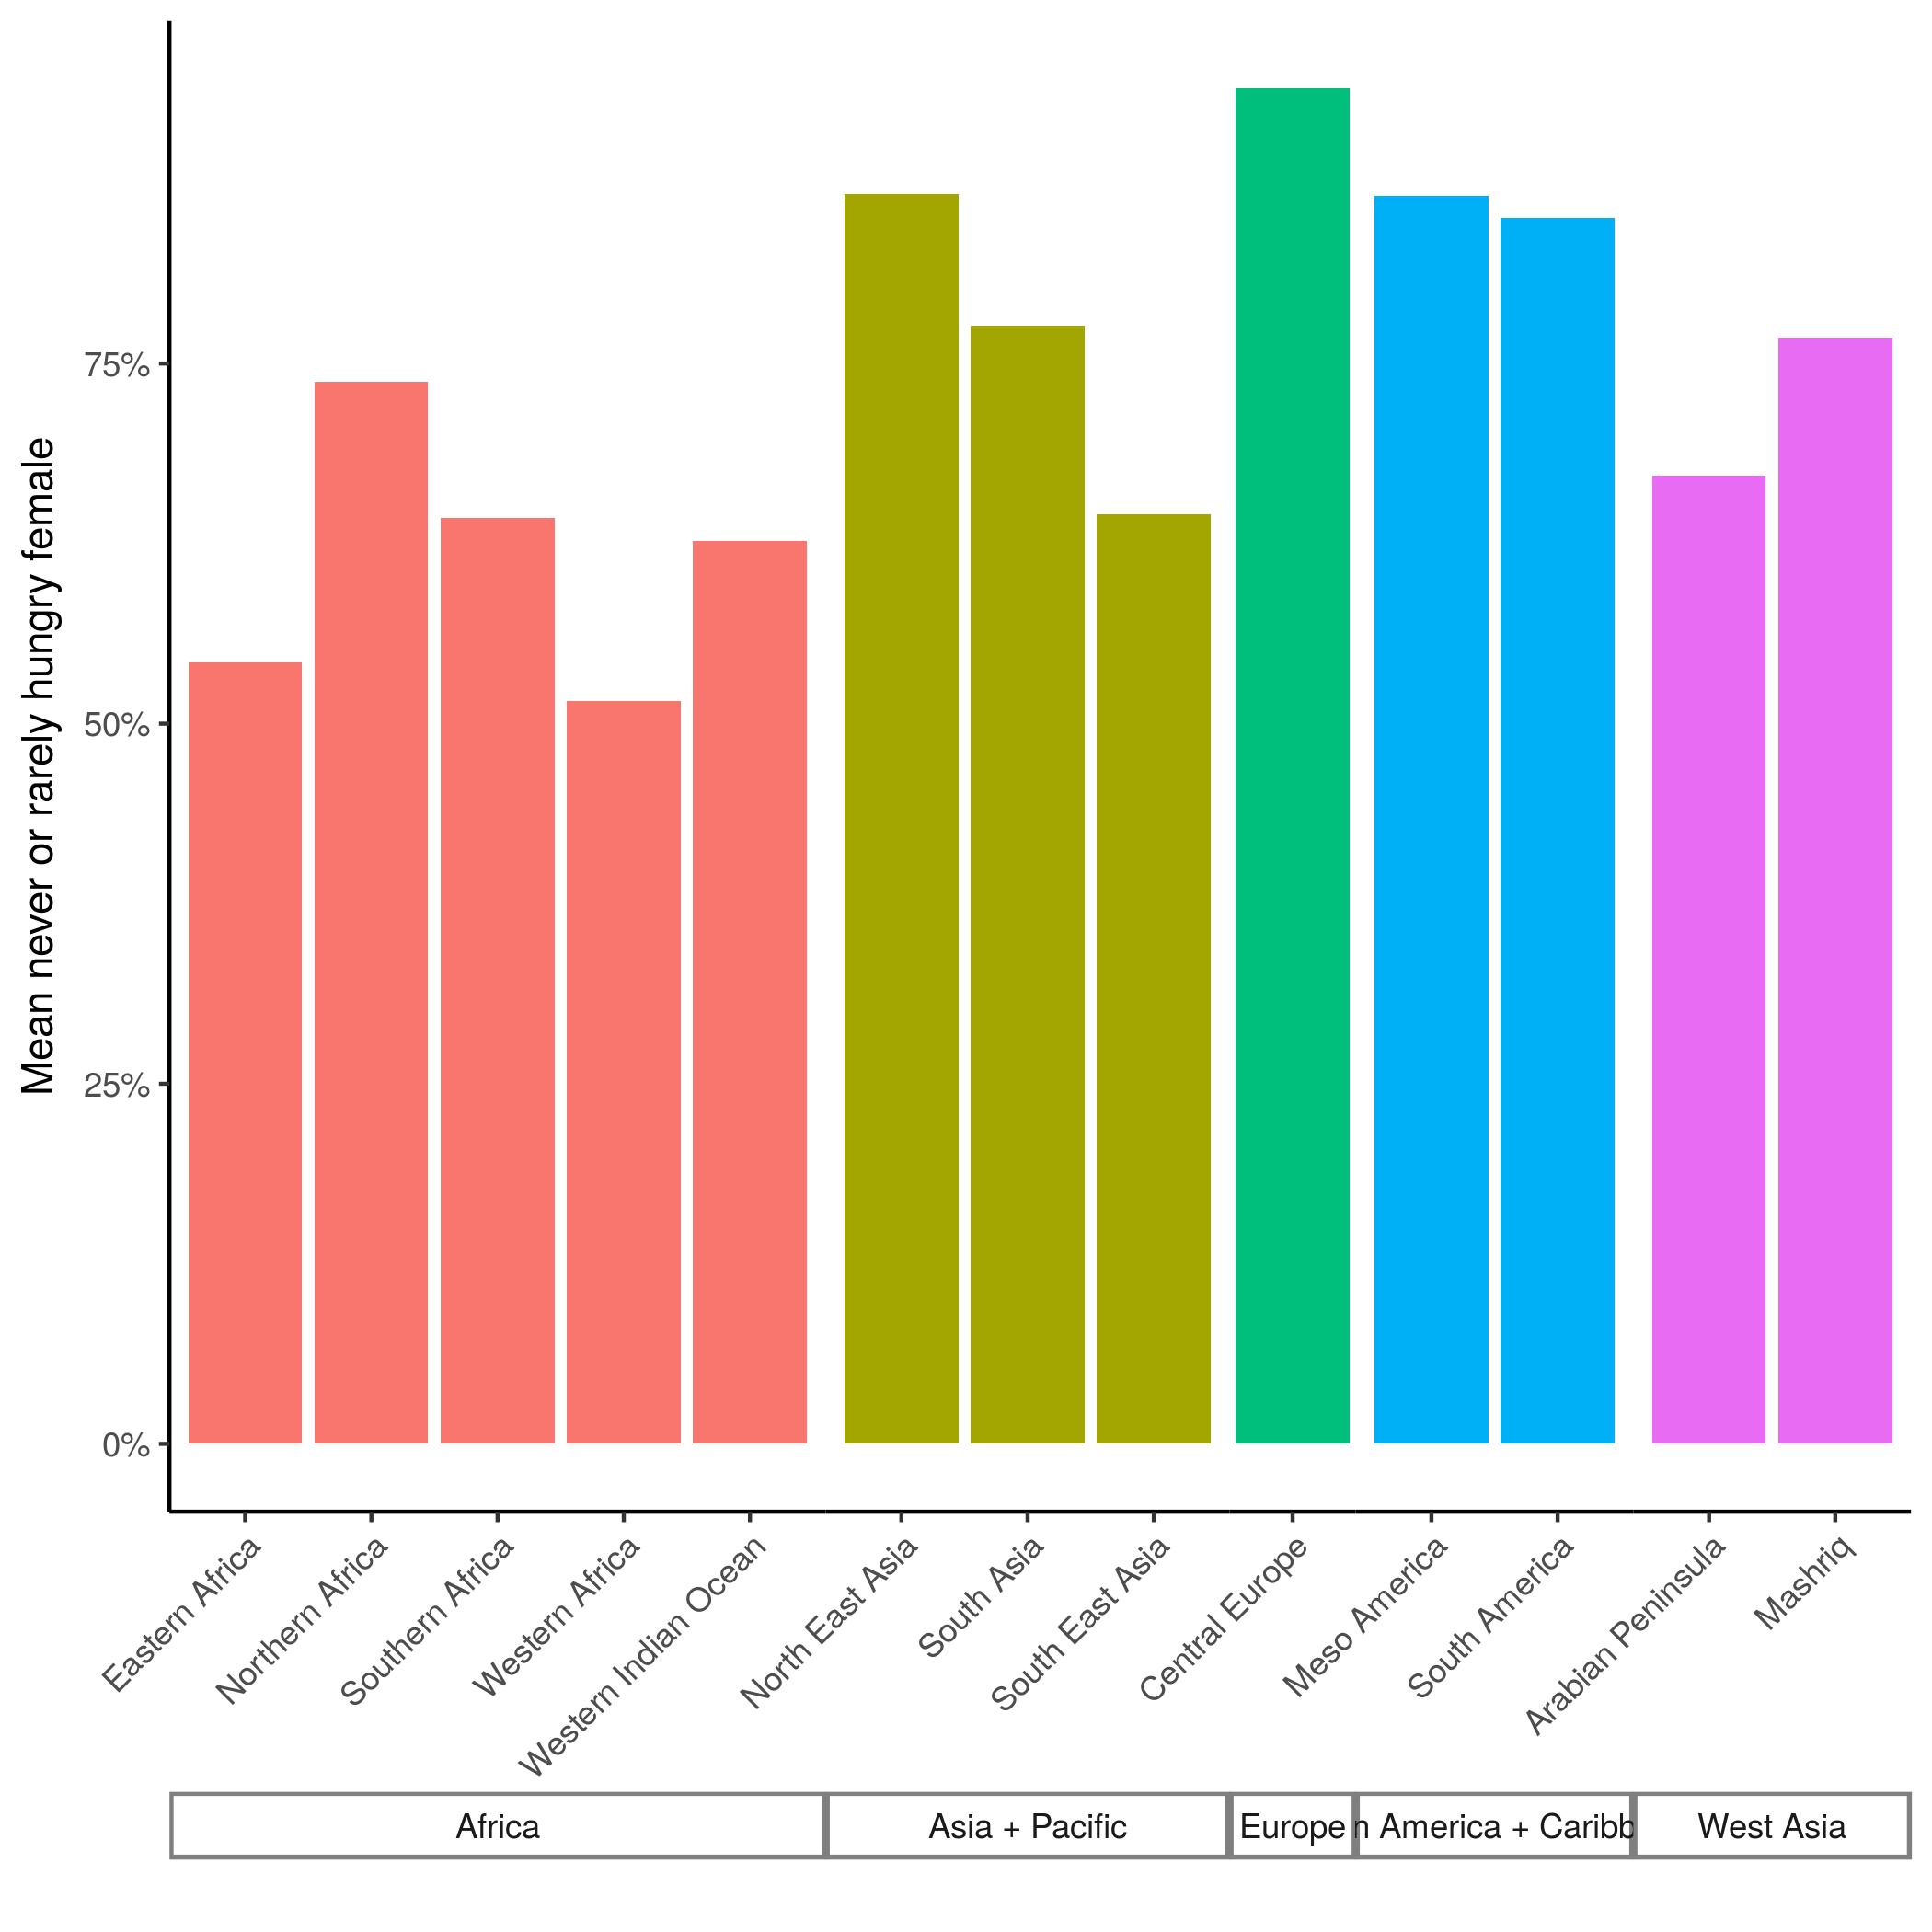 Mean never or rarely hungry female
75%
50%
25%
0%
Eastern Africa
Northern Africa
Southern Africa
Western Africa
Western Indian Ocean
North East Asia
South Asia
South East Asia
Central Europe
Meso America
South America
Arabian Peninsula
Mashriq
Africa
Asia + Pacific
Europe
n America + Caribb
West Asia